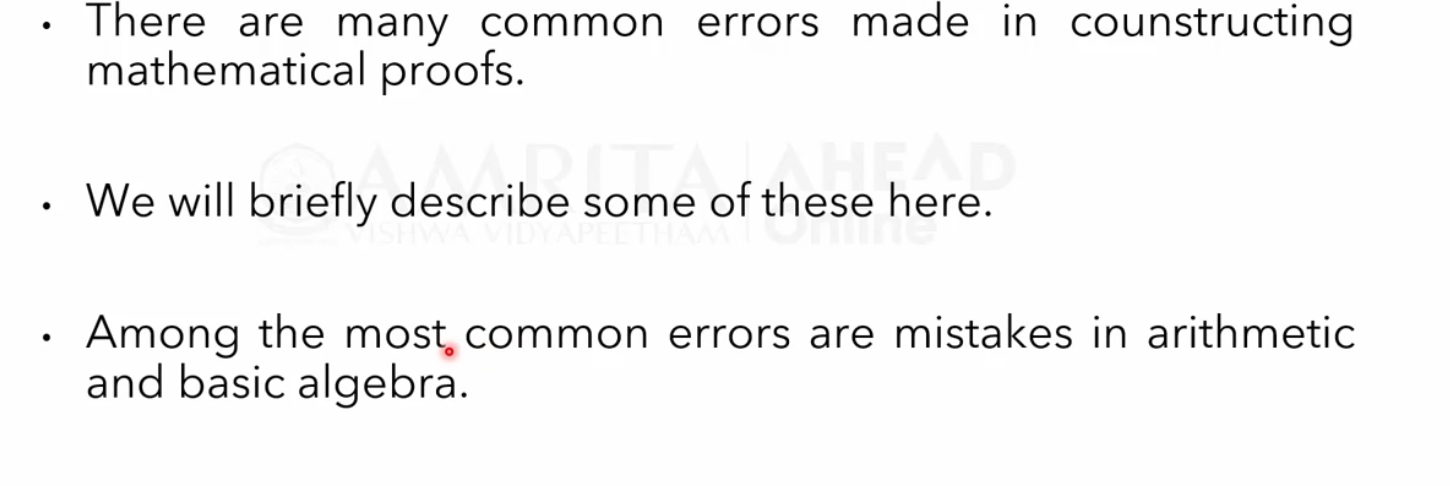 • There are many common errors made in counstructing
mathematical proofs.
AMRITA AHEAD
• We will briefly describe some of these here.
VISHWA VIDYAPEETHAM Online
• Among the most common errors are mistakes in arithmetic
and basic algebra.